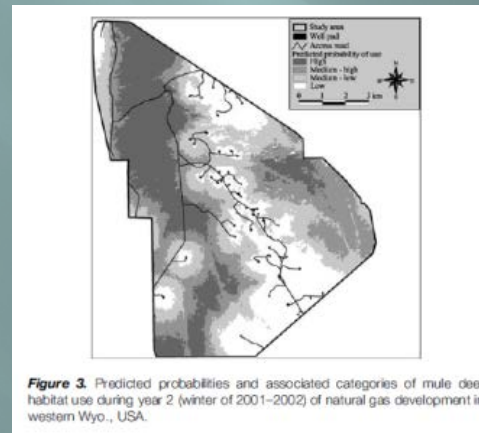 Study area
Well pad
Access road
Predicted probability of use
High
Medium - high
Medium - low
Low
0 1 2 3 km
Figure 3. Predicted probabilities and associated categories of mule deer
habitat use during year 2 (winter of 2001–2002) of natural gas development in
western Wyo., USA.